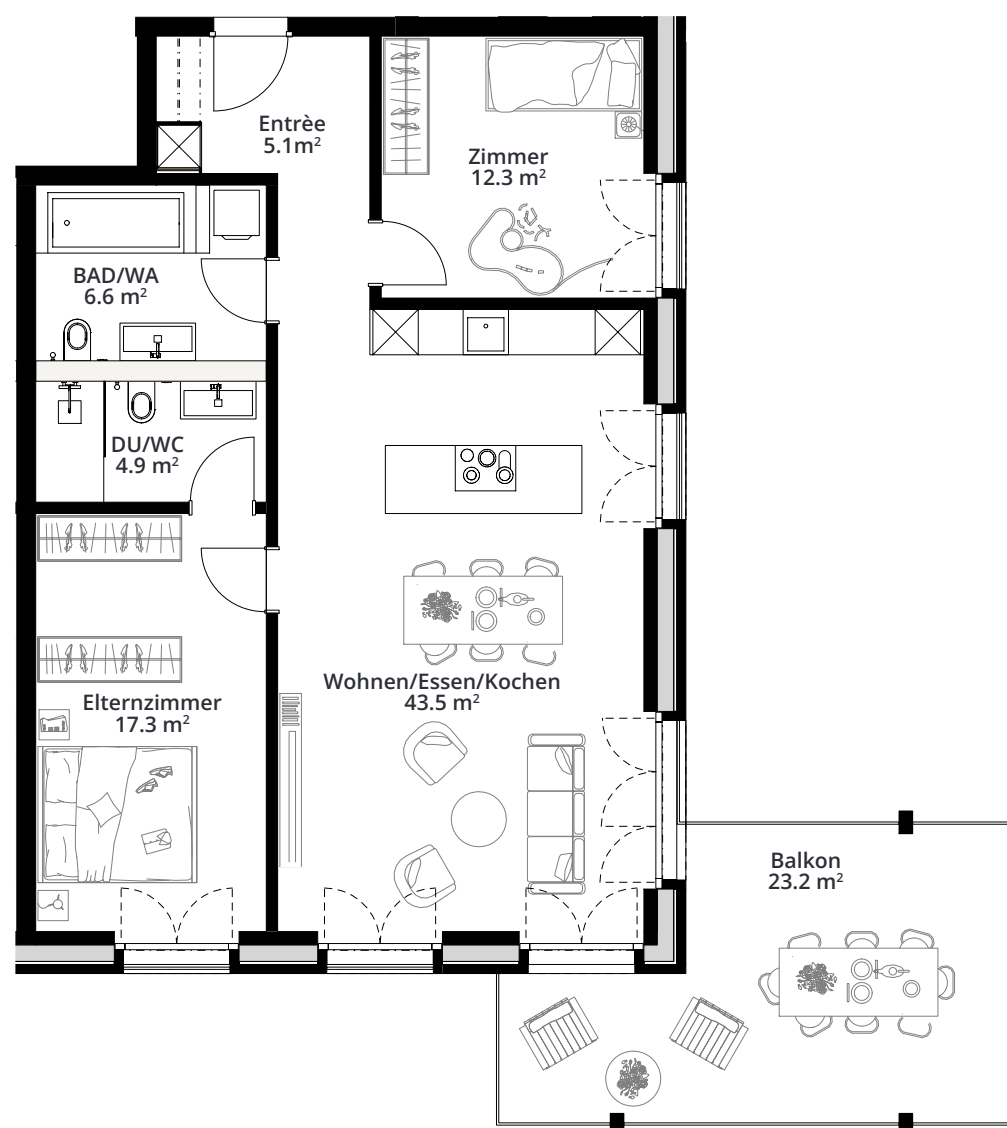 Entrèe
5.1m²
Zimmer
12.3 m²
BAD/WA
6.6 m²
DU/WC
4.9 m²
Wohnen/Essen/Kochen
43.5 m²
Elternzimmer
17.3 m²
Balkon
23.2 m²